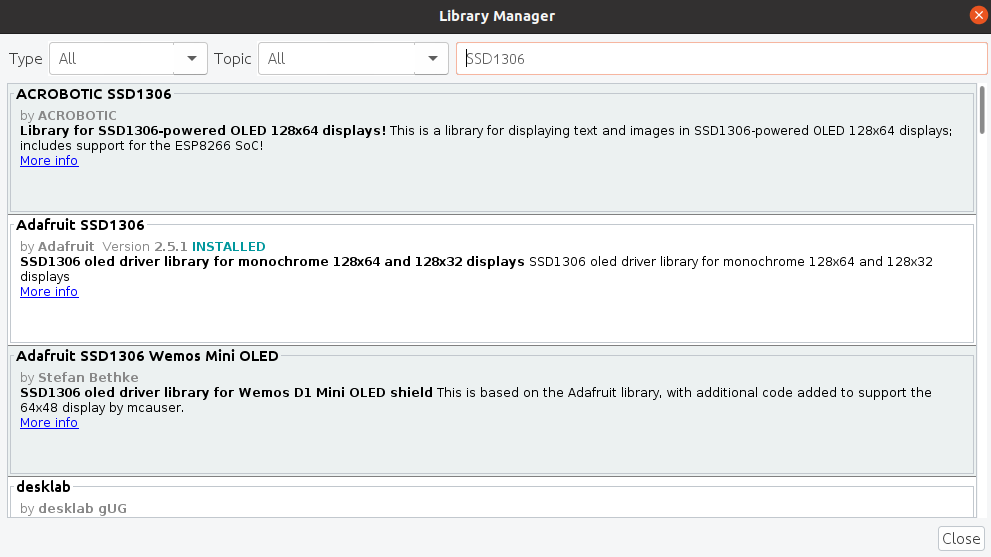 Library Manager
Type All Topic All SSD1306
ACROBOTIC SSD1306
by ACROBOTIC
Library for SSD1306-powered OLED 128x64 displays! This is a library for displaying text and images in SSD1306-powered OLED 128x64 displays;
includes support for the ESP8266 SoC!
More info
Adafruit SSD1306
by Adafruit Version 2.5.1 INSTALLED
SSD1306 oled driver library for monochrome 128x64 and 128x32 displays SSD1306 oled driver library for monochrome 128x64 and 128x32
displays
More info
Adafruit SSD1306 Wemos Mini OLED
by Stefan Bethke
SSD1306 oled driver library for Wemos D1 Mini OLED shield This is based on the Adafruit library, with additional code added to support the
64x48 display by mcauser.
More info
desklab
by desklab gUG
Close